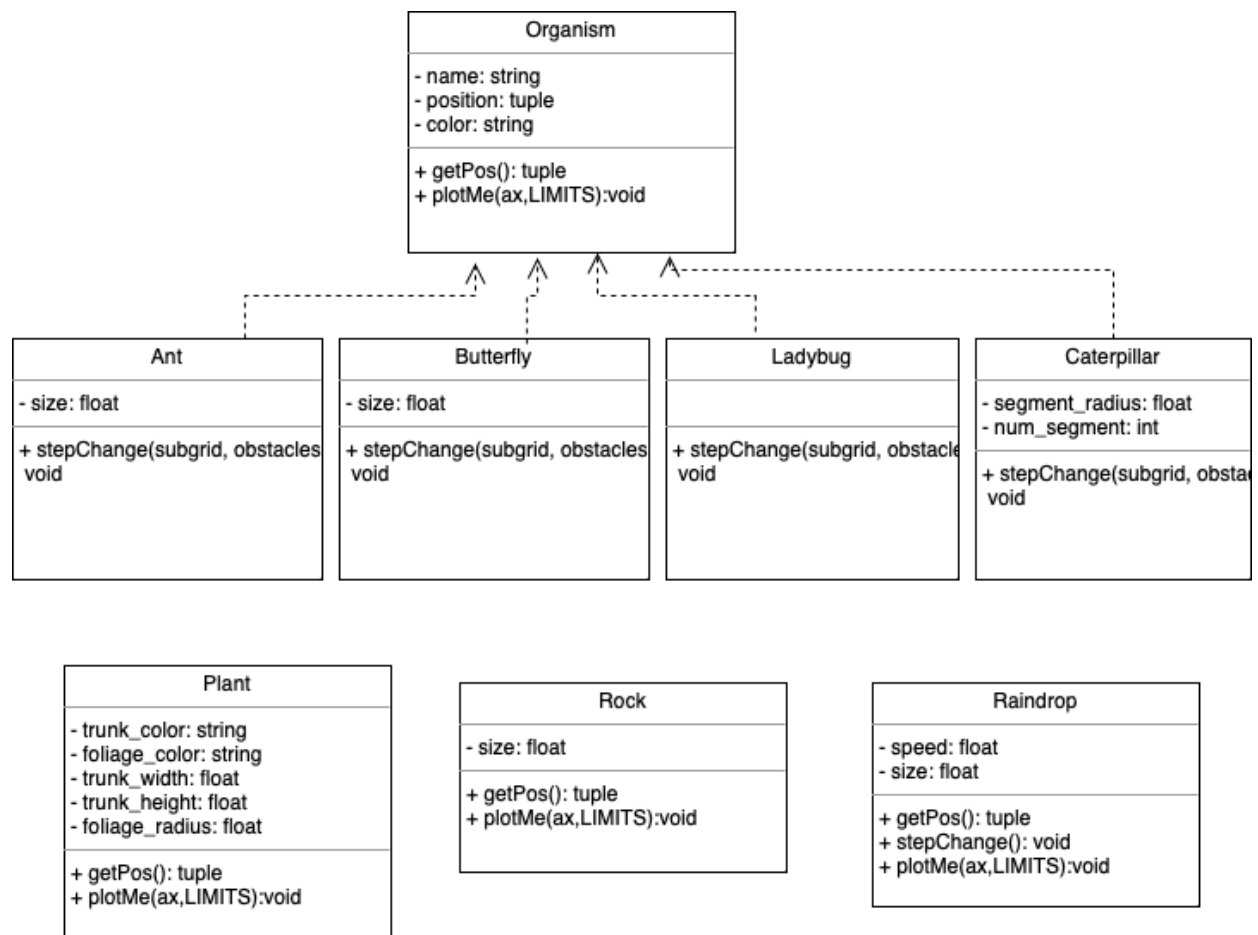 Organism
- name: string
- position: tuple
- color: string
+ getPos(): tuple
+ plotMe(ax,LIMITS):void
Ant
- size: float
+ stepChange(subgrid, obstacles
void
Butterfly
- size: float
+ stepChange(subgrid, obstacles
void
Ladybug
+ stepChange(subgrid,
void
Caterpillar
- segment_radius: float
- num_segment: int
+ stepChange(subgrid,
void
Plant
- trunk_color: string
- foliage_color: string
- trunk_width: float
- trunk_height: float
- foliage_radius: float
+ getPos(): tuple
+ plotMe(ax,LIMITS):void
Rock
- size: float
+ getPos(): tuple
+ plotMe(ax,LIMITS):void
Raindrop
- speed: float
- size: float
+ getPos(): tuple
+ stepChange(): void
+ plotMe(ax,LIMITS):void